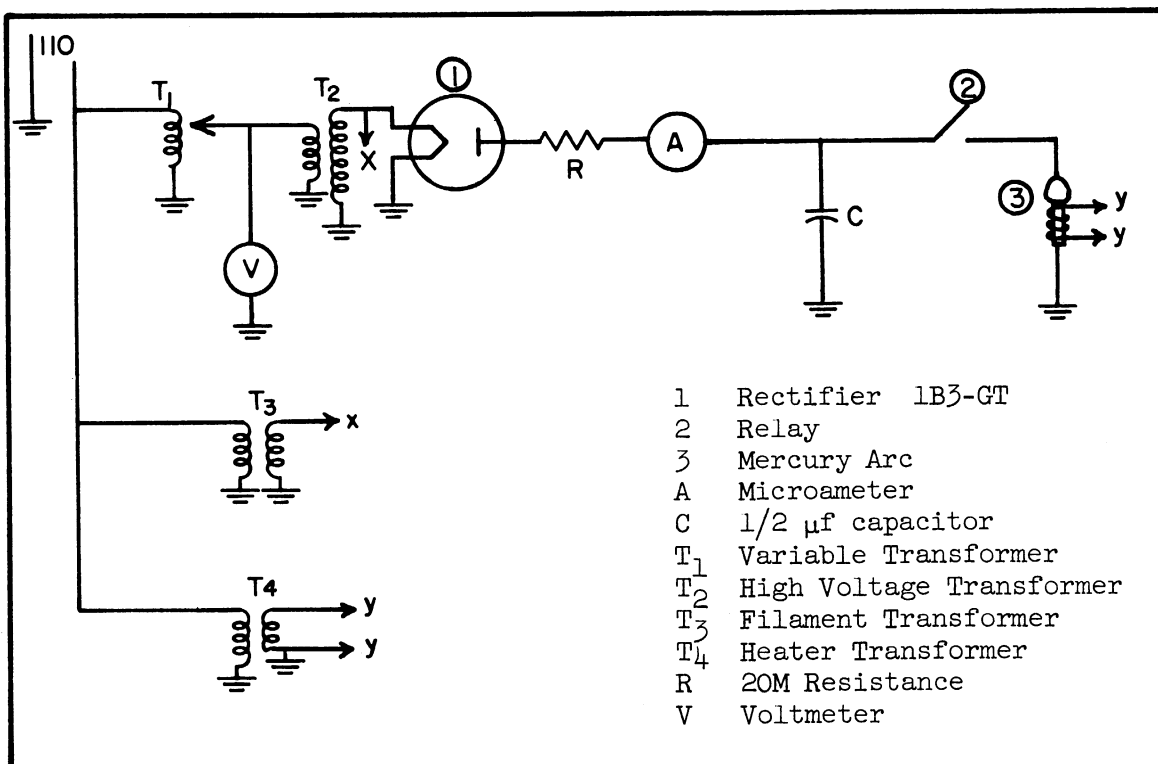 110
T1
T2
1
X
R
A
2
C
3
y
y
V
T3
x
T4
y
y
1 Rectifier 1B3-GT
2 Relay
3 Mercury Arc
A Microameter
C 1/2 μf capacitor
T1 Variable Transformer
T2 High Voltage Transformer
T3 Filament Transformer
T4 Heater Transformer
R 20M Resistance
V Voltmeter